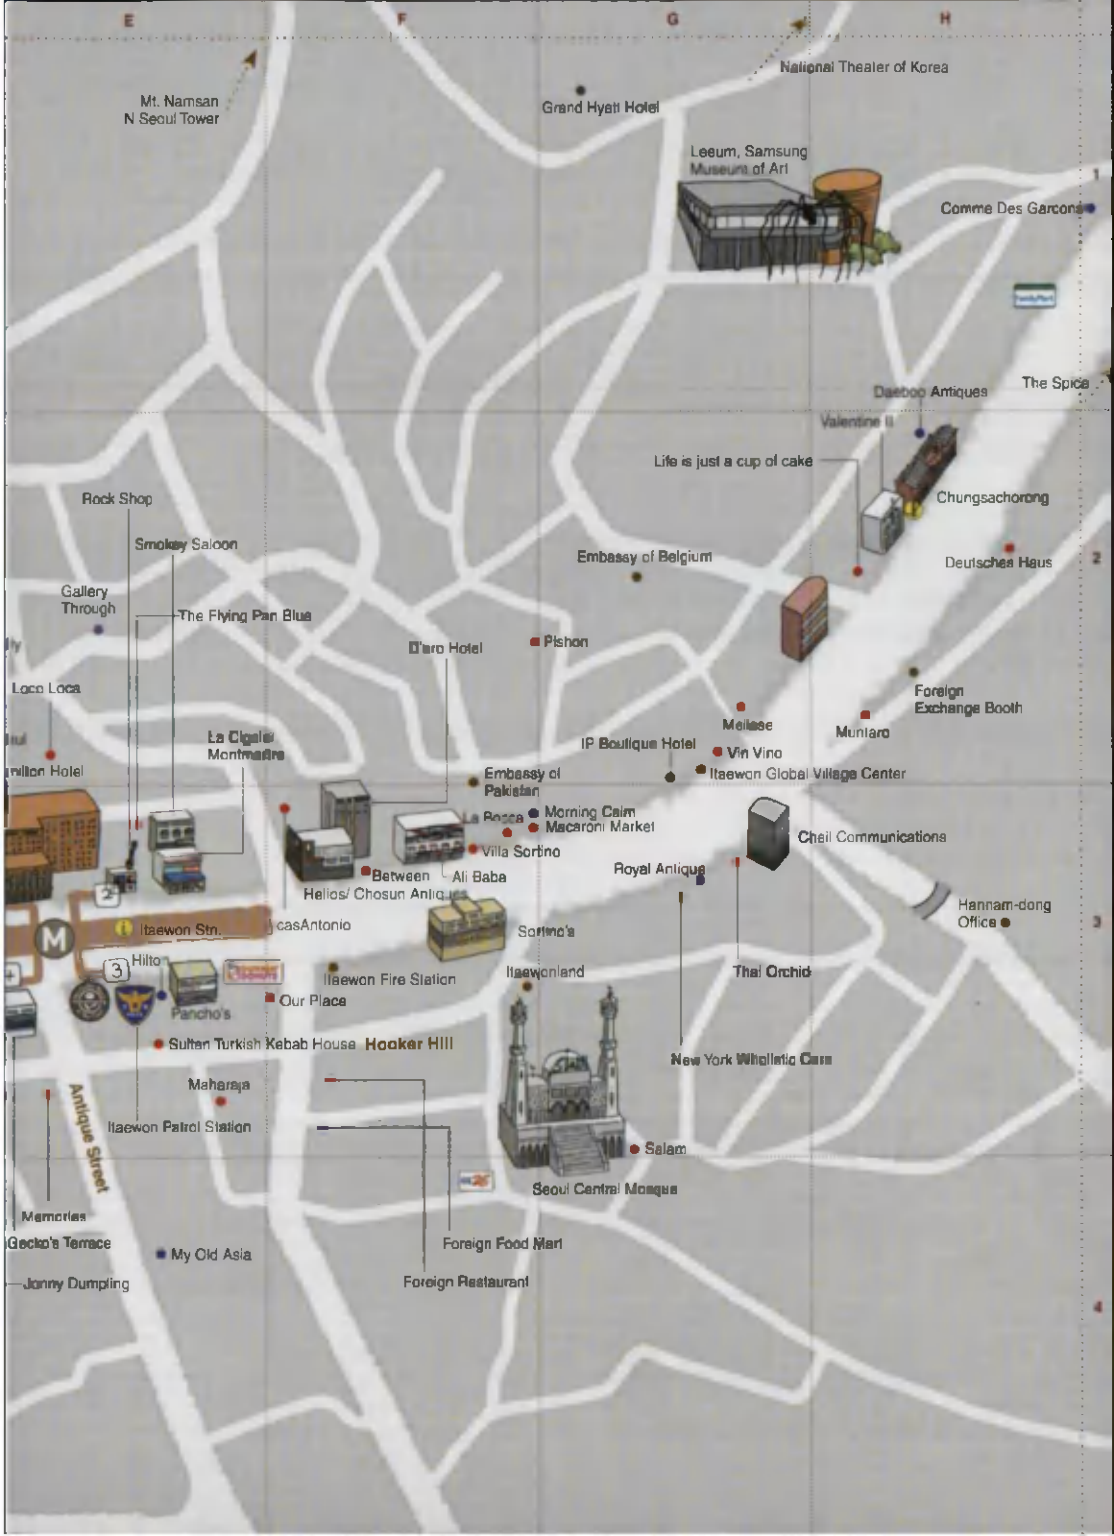 E
F
G
H
National Theater of Korea
Mt. Namsan
N Seoul Tower
Grand Hyatt Hotel
Leeum, Samsung
Museum of Art
1
Comme Des Garcons
FamilyMart
The Spice
Daeboo Antiques
Valentine II
Life is just a cup of cake
Rock Shop
Chungsachorong
Smokey Saloon
Embassy of Belgium
2
Deutsches Haus
Gallery
Through
The Flying Pan Blue
D'aro Hotel
Pishon
Loco Loca
Foreign
Exchange Booth
Melisse
Muntaro
La Cigale
Montmartre
IP Boutique Hotel
Vin Vino
Itaewon Global Village Center
milton Hotel
Embassy of
Pakistan
La Bocca
Morning Calm
Macaroni Market
Cheil Communications
Villa Sortino
Between
Ali Baba
Royal Antique
Helios/ Chosun Antiques
2
Hannam-dong
Office
3
M
i
Itaewon Stn.
casAntonio
Sortino's
3
Hilton
Itaewon Fire Station
Itaewonland
Thai Orchid
4
Our Place
Pancho's
Sultan Turkish Kebab House
Hooker Hill
New York Wholistic Care
Maharaja
Antique Street
Itaewon Patrol Station
Salam
Seoul Central Mosque
Memories
Gecko's Terrace
My Old Asia
Foreign Food Mart
Jonny Dumpling
Foreign Restaurant
4